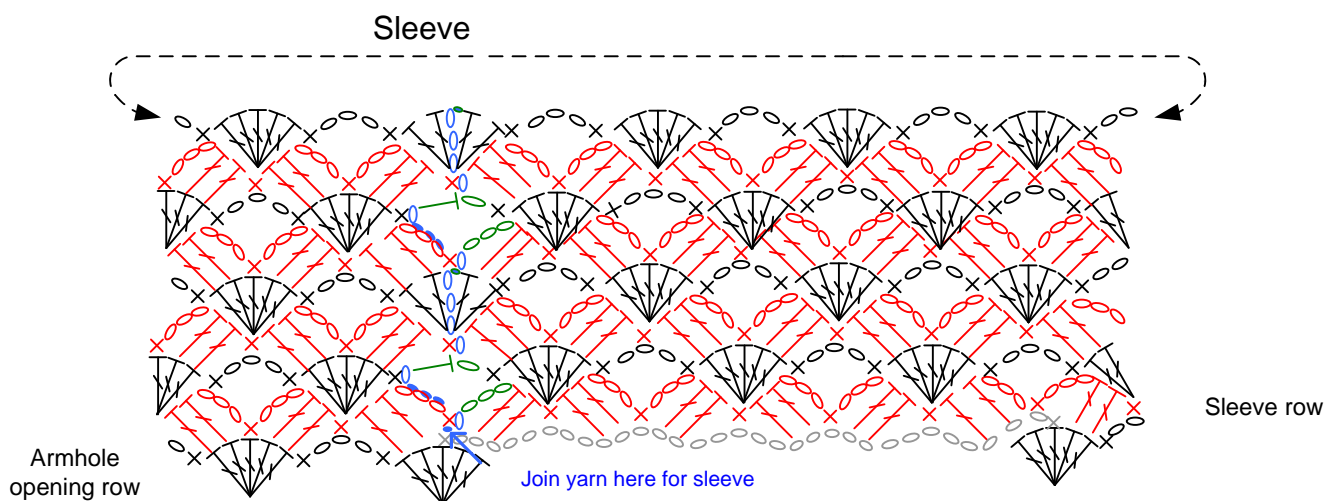 Sleeve
Sleeve row
Armhole
opening row
Join yarn here for sleeve